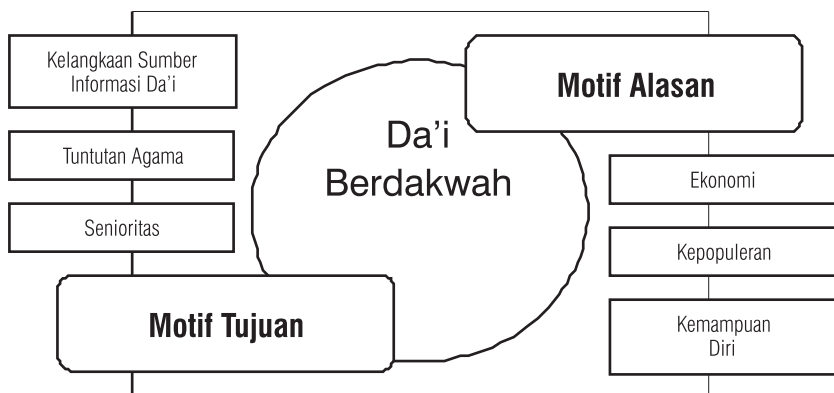 Kelangkaan Sumber
Informasi Da'i
Tuntutan Agama
Senioritas
Motif Tujuan
Da'i
Berdakwah
Motif Alasan
Ekonomi
Kepopuleran
Kemampuan
Diri